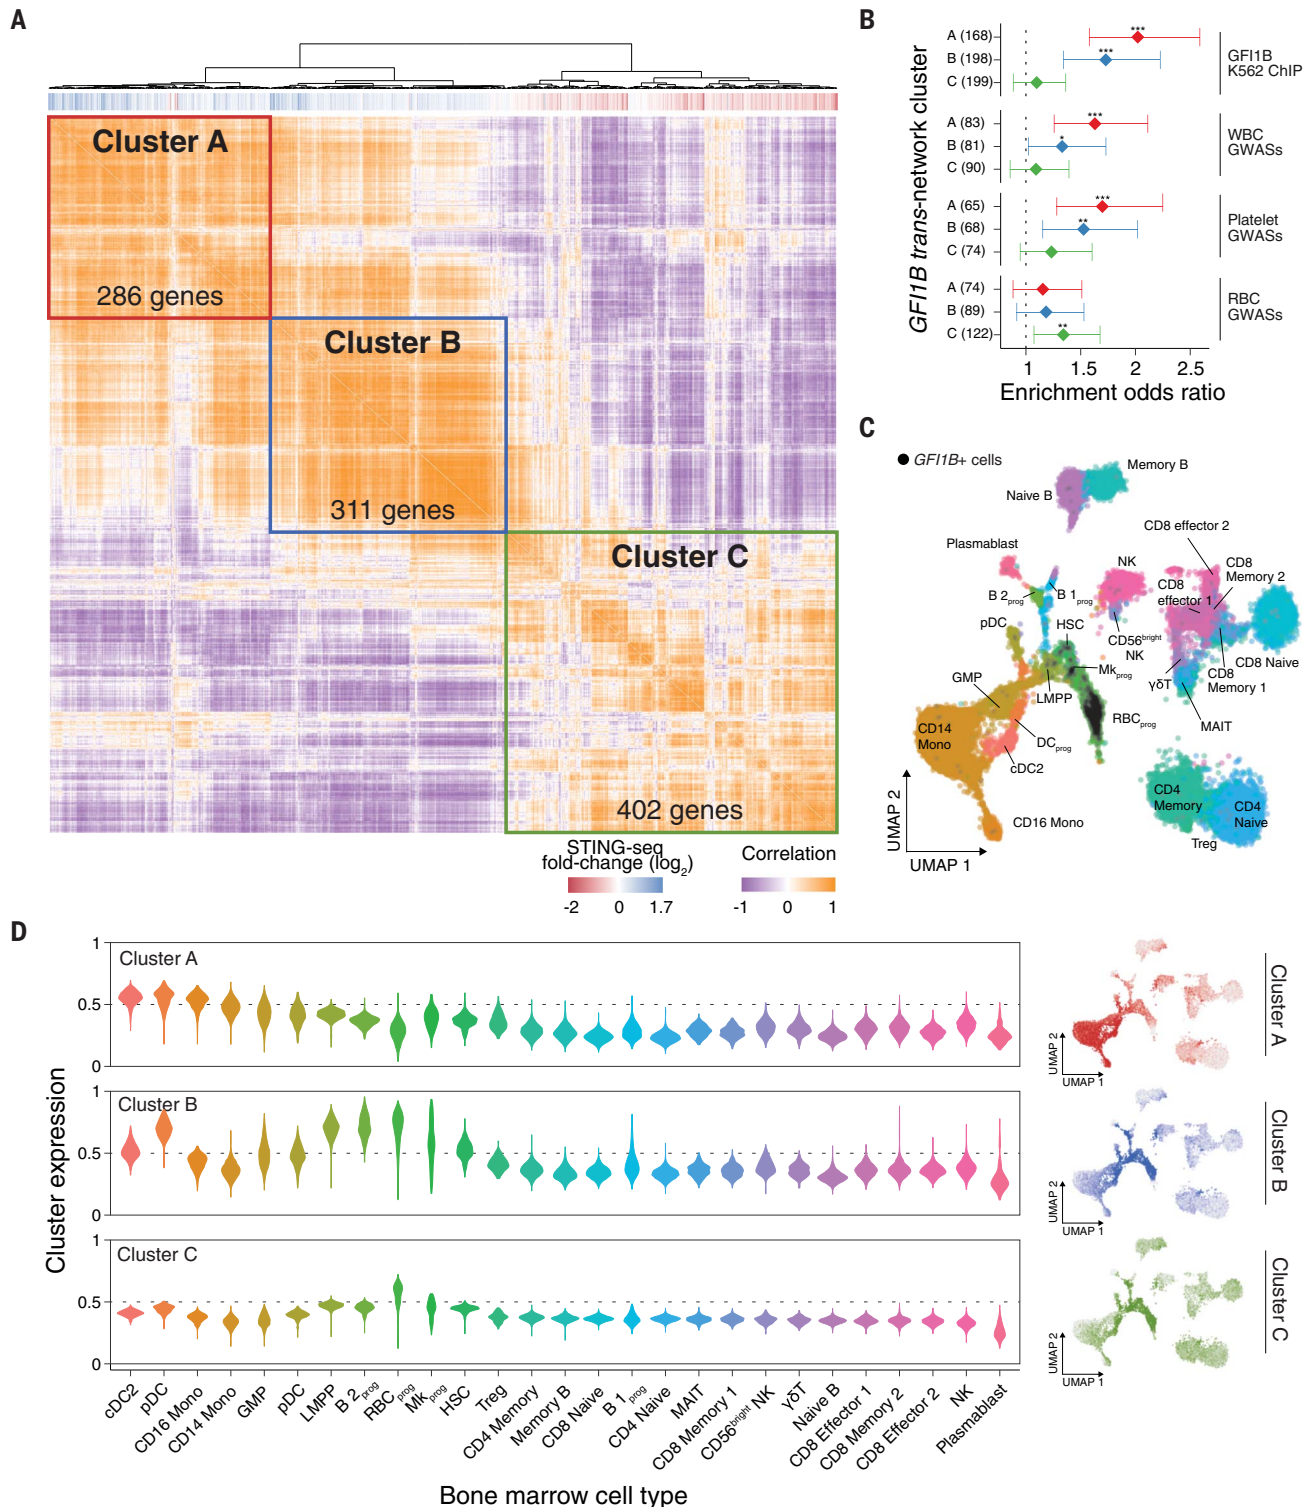 A
Cluster A
286 genes
Cluster B
311 genes
Cluster C
402 genes
STING-seq
fold-change (log2)
-2 0 1.7
Correlation
-1 0 1
B
GFI1B trans-network cluster
A (168)
B (198)
C (199)
A (83)
B (81)
C (90)
A (65)
B (68)
C (74)
A (74)
B (89)
C (122)
***
***
***
*
***
**
**
GFI1B
K562 ChIP
WBC
GWASs
Platelet
GWASs
RBC
GWASs
1 1.5 2 2.5
Enrichment odds ratio
C
GFI1B+ cells
Memory B
Naive B
CD8 effector 2
Plasmablast
NK
CD8
Memory 2
CD8
effector 1
B 2prog
B 1prog
pDC
HSC
CD56bright
NK
CD8 Naive
GMP
LMPP
Mkprog
γδT
CD8
Memory 1
RBCprog
MAIT
CD14
Mono
DCprog
cDC2
CD4
Memory
CD4
Naive
CD16 Mono
Treg
UMAP 2
UMAP 1
D
Cluster expression
1
0.5
0
Cluster A
1
0.5
0
Cluster B
1
0.5
0
Cluster C
cDC2
pDC
CD16 Mono
CD14 Mono
GMP
pDC
LMPP
B 2prog
RBCprog
Mkprog
HSC
Treg
CD4 Memory
Memory B
CD8 Naive
B 1prog
CD4 Naive
MAIT
CD8 Memory 1
CD56bright NK
γδT
Naive B
CD8 Effector 1
CD8 Memory 2
CD8 Effector 2
NK
Plasmablast
Bone marrow cell type
UMAP 2
UMAP 1
Cluster A
UMAP 2
UMAP 1
Cluster B
UMAP 2
UMAP 1
Cluster C